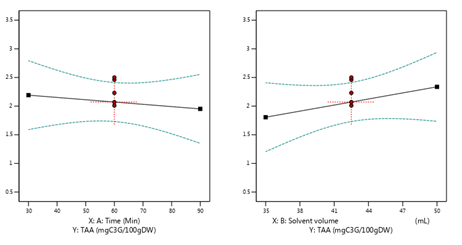 3.5
3
2.5
2
1.5
1
0.5
30 40 50 60 70 80 90
X: A: Time (Min)
Y: TAA (mgC3G/100gDW)
3.5
3
2.5
2
1.5
1
0.5
35 38 41 44 47 50
X: B: Solvent volume (mL)
Y: TAA (mgC3G/100gDW)